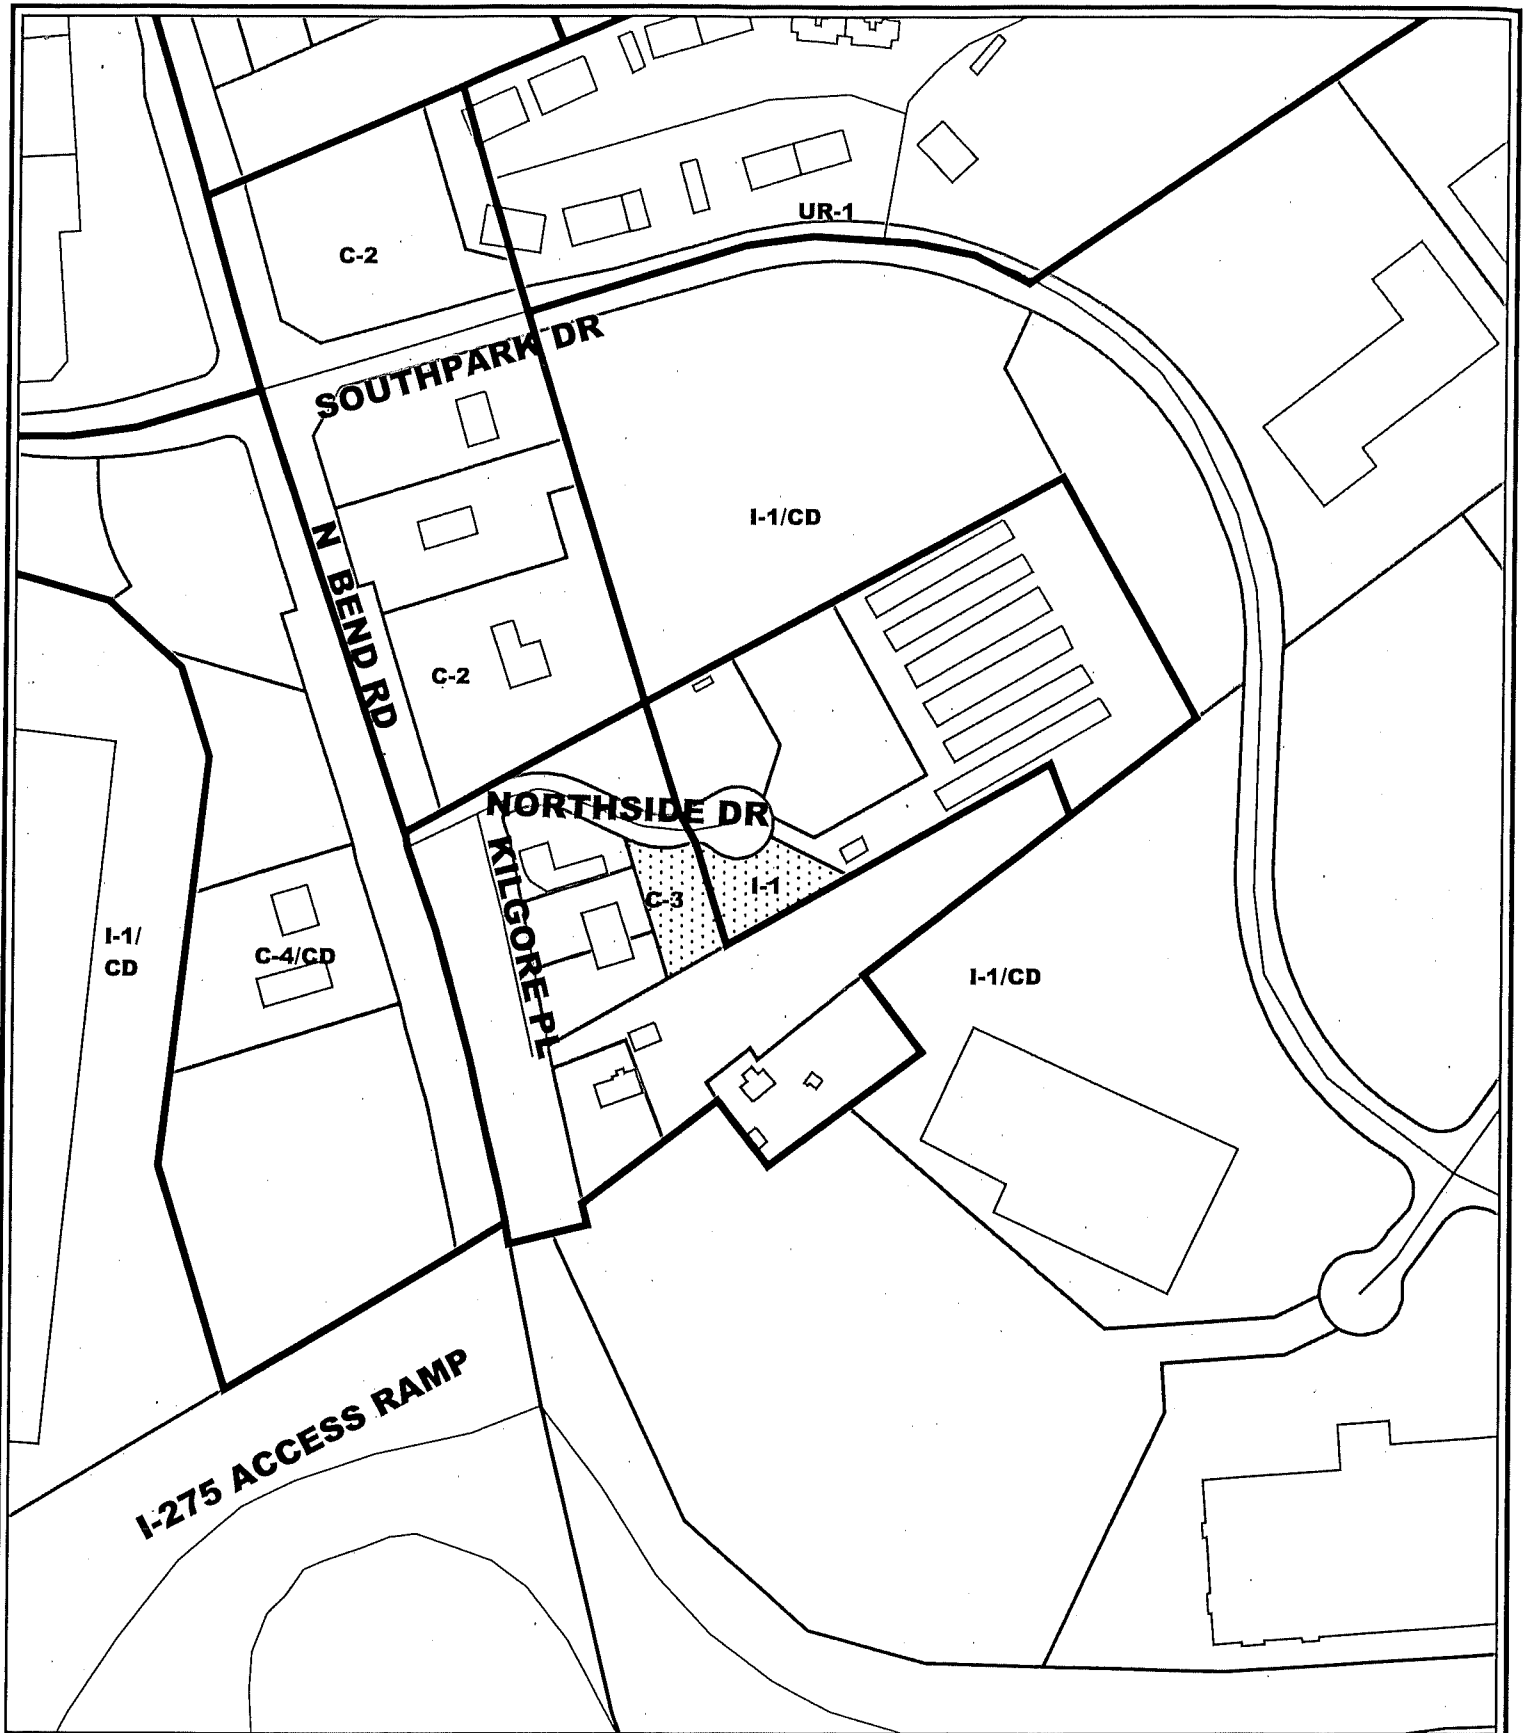 UR-1
C-2
SOUTHPARK DR
I-1/CD
N BEND RD
C-2
NORTHSIDE DR
KILGORE PL
C-3
I-1
I-1/
CD
C-4/CD
I-1/CD
I-275 ACCESS RAMP